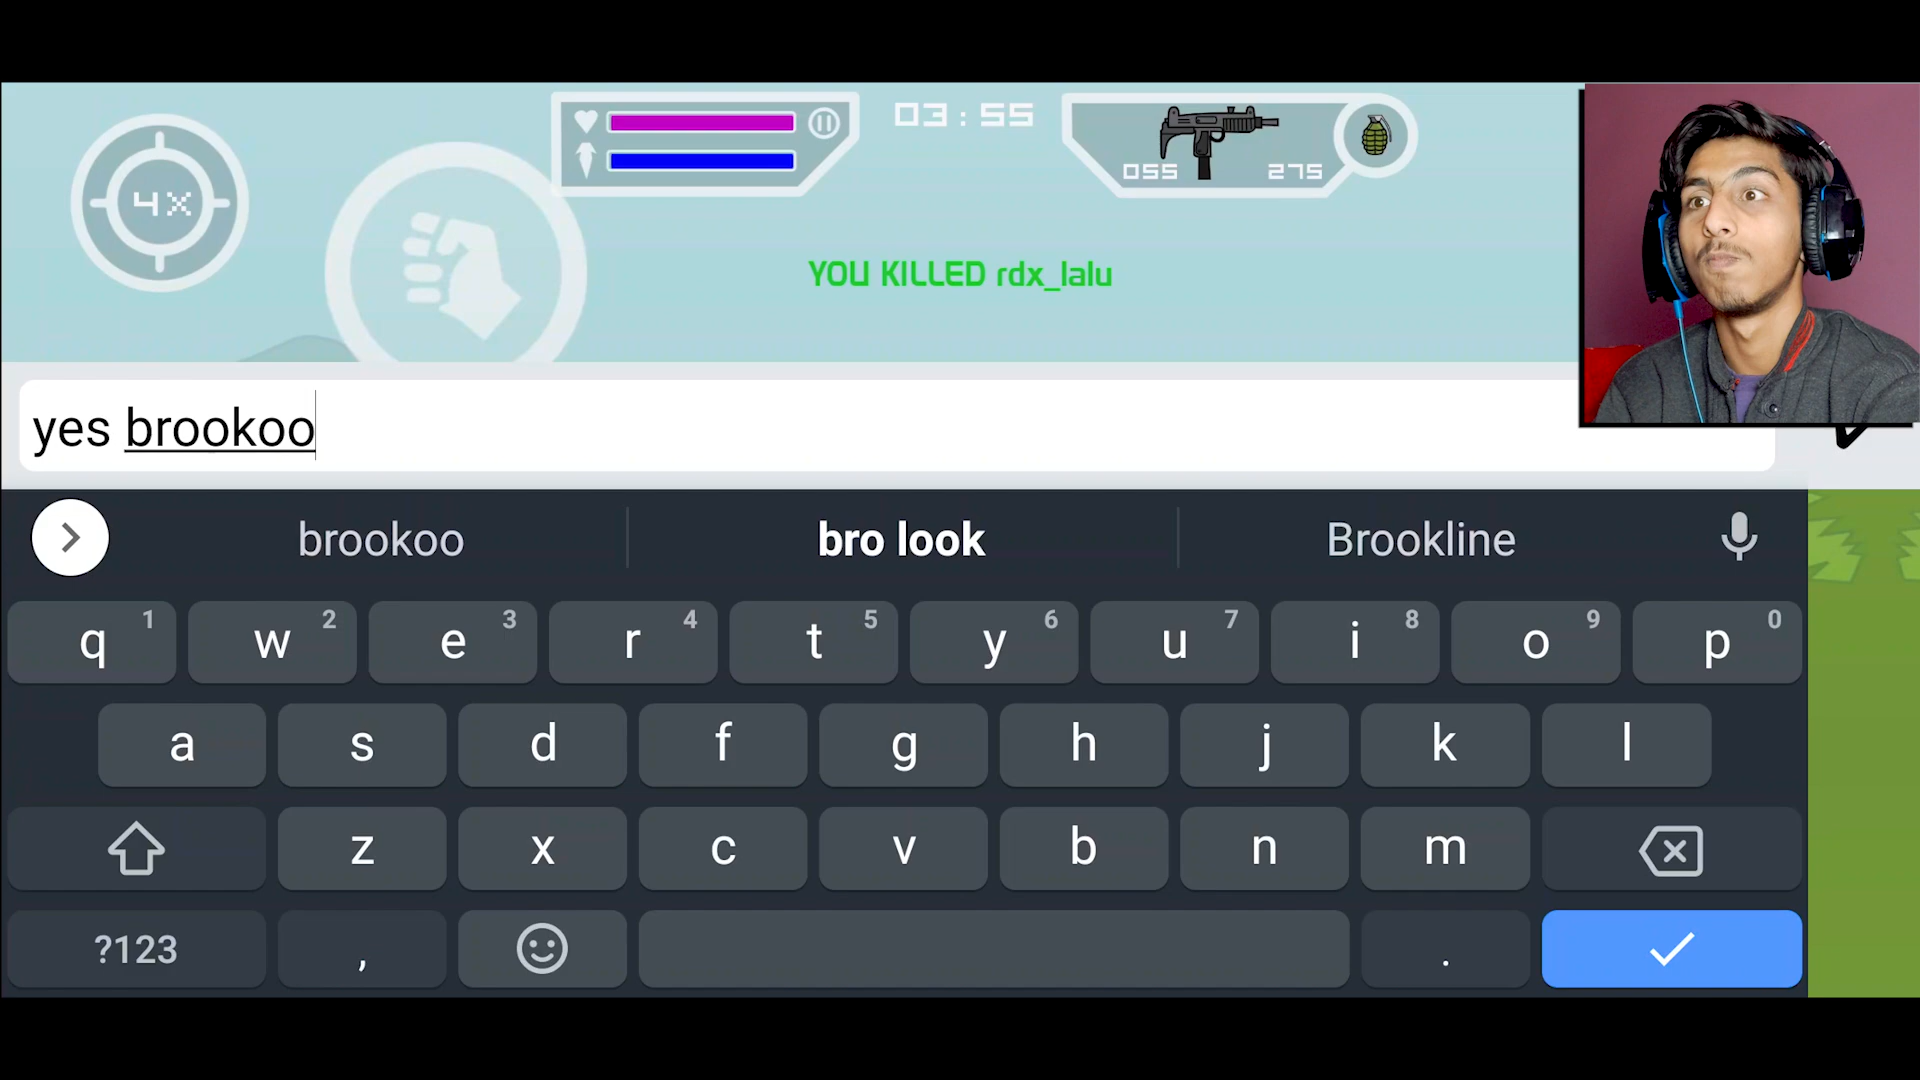 4X
03:55
055 275
YOU KILLED rdx_lalu
yes brookoo
brookoo bro look Brookline
q 1 w 2 e 3 r 4 t 5 y 6 u 7 i 8 o 9 p 0
a s d f g h j k l
z x c v b n m
?123 , .